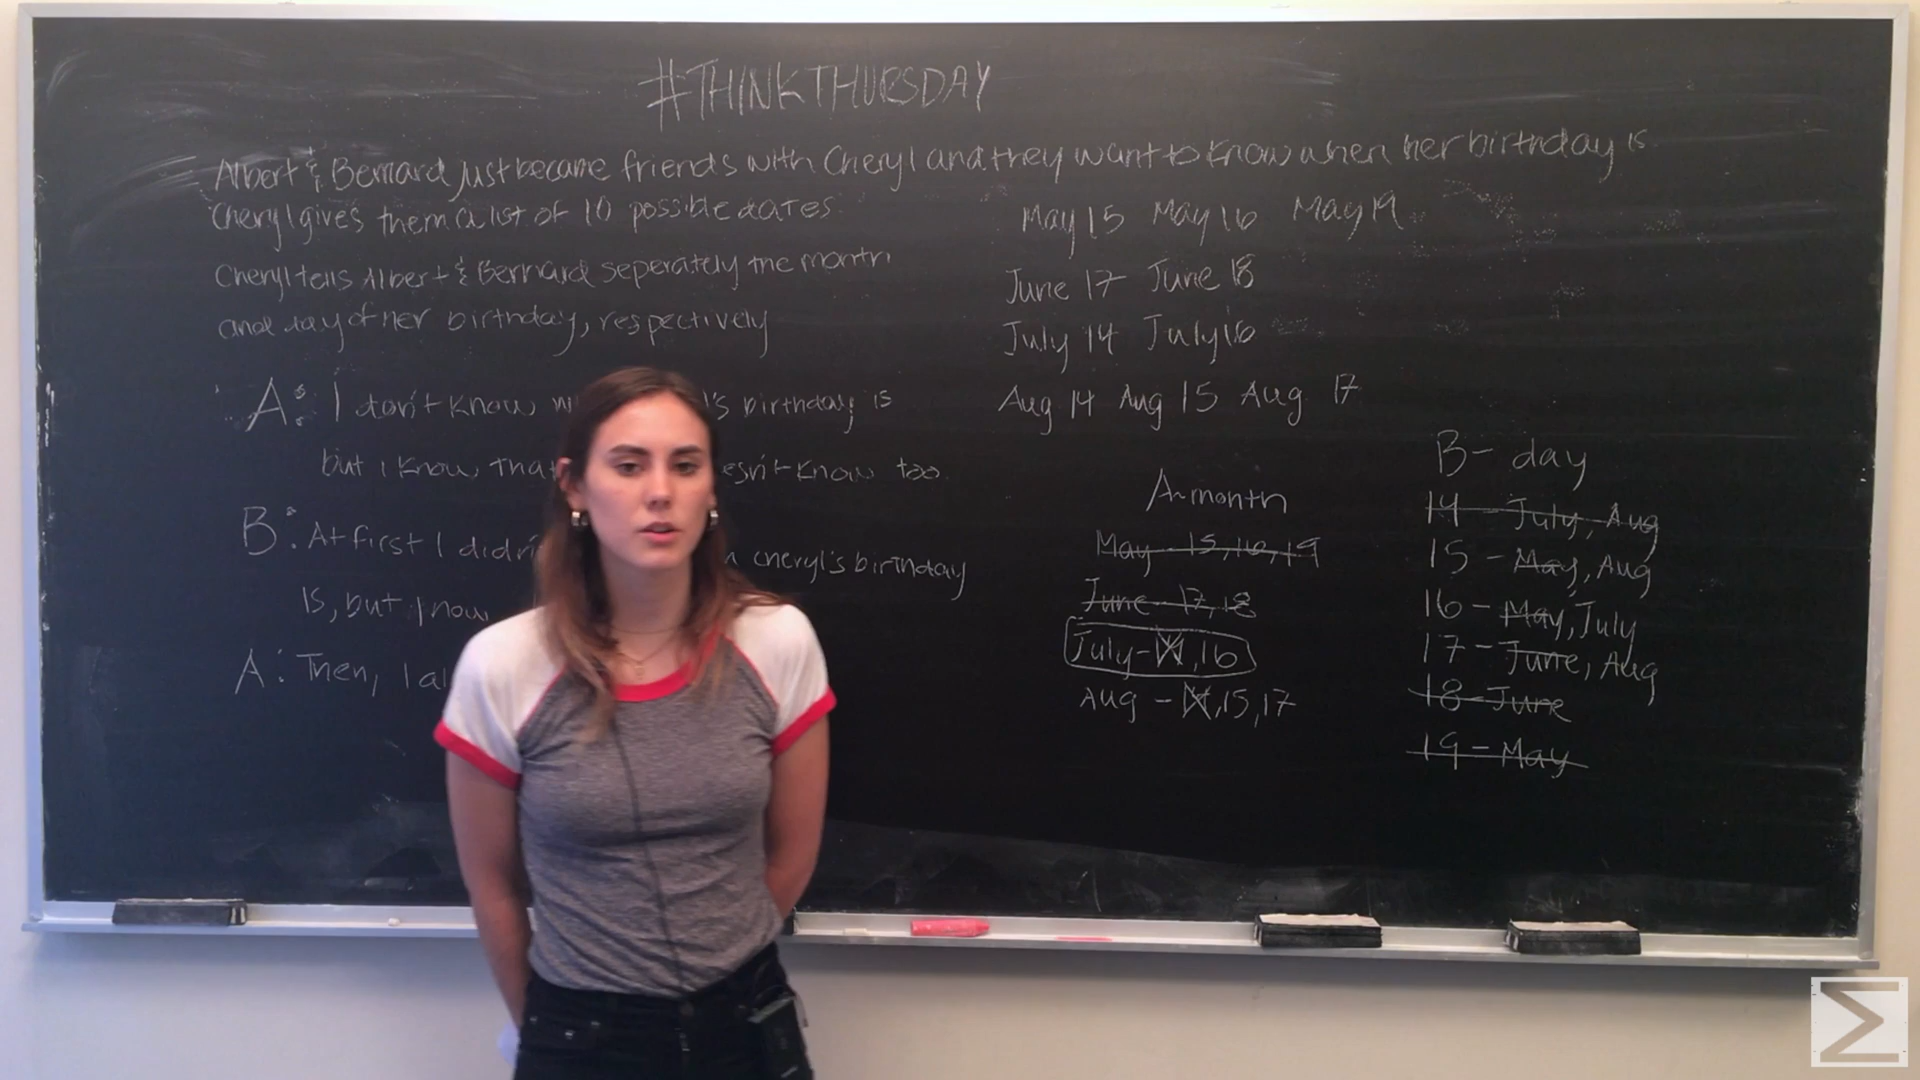 #THINKTHURSDAY
Albert & Bernard just became friends with Cheryl and they want to know when her birthday is.
Cheryl gives them a list of 10 possible dates.
Cheryl tells Albert & Bernard seperately the month
and day of her birthday, respectively
May 15 May 16 May 19
June 17 June 18
July 14 July 16
Aug 14 Aug 15 Aug 17
A: I don't know 's birthday is
but I know that esn't know too.
B: At first I didn cheryl's birthday
is, but I now
A: Then, I al
A-month
May - 15, 16, 19
June - 17, 18
July - 14, 16
Aug - 14, 15, 17
B- day
14 - July, Aug
15 - May, Aug
16 - May, July
17 - June, Aug
18 - June
19 - May
Σ